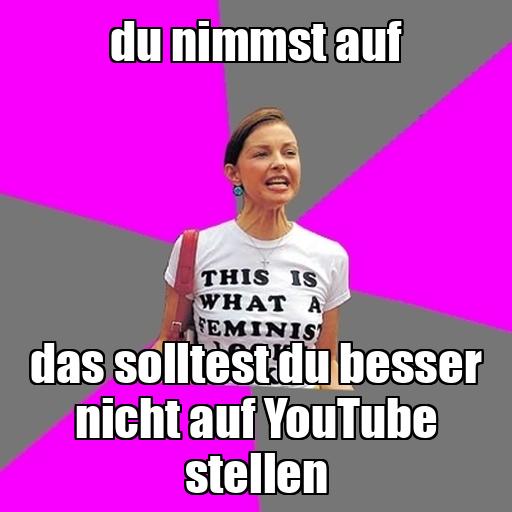 du nimmst auf
THIS IS
WHAT A
FEMINIST
das solltest du besser
nicht auf YouTube
stellen